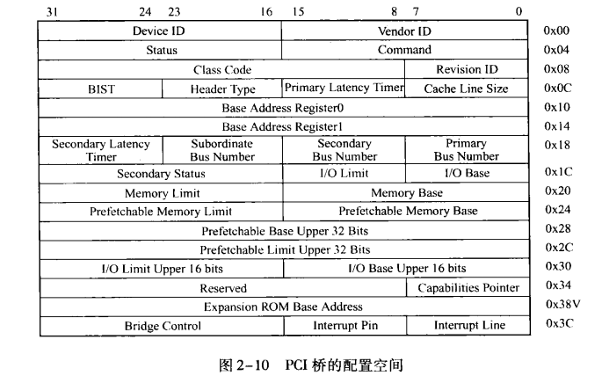 31 24 23 16 15 8 7 0
Device ID Vendor ID 0x00
Status Command 0x04
Class Code Revision ID 0x08
BIST Header Type Primary Latency Timer Cache Line Size 0x0C
Base Address Register0 0x10
Base Address Register1 0x14
Secondary Latency Timer Subordinate Bus Number Secondary Bus Number Primary Bus Number 0x18
Secondary Status I/O Limit I/O Base 0x1C
Memory Limit Memory Base 0x20
Prefetchable Memory Limit Prefetchable Memory Base 0x24
Prefetchable Base Upper 32 Bits 0x28
Prefetchable Limit Upper 32 Bits 0x2C
I/O Limit Upper 16 bits I/O Base Upper 16 bits 0x30
Reserved Capabilities Pointer 0x34
Expansion ROM Base Address 0x38V
Bridge Control Interrupt Pin Interrupt Line 0x3C
图2-10 PCI桥的配置空间